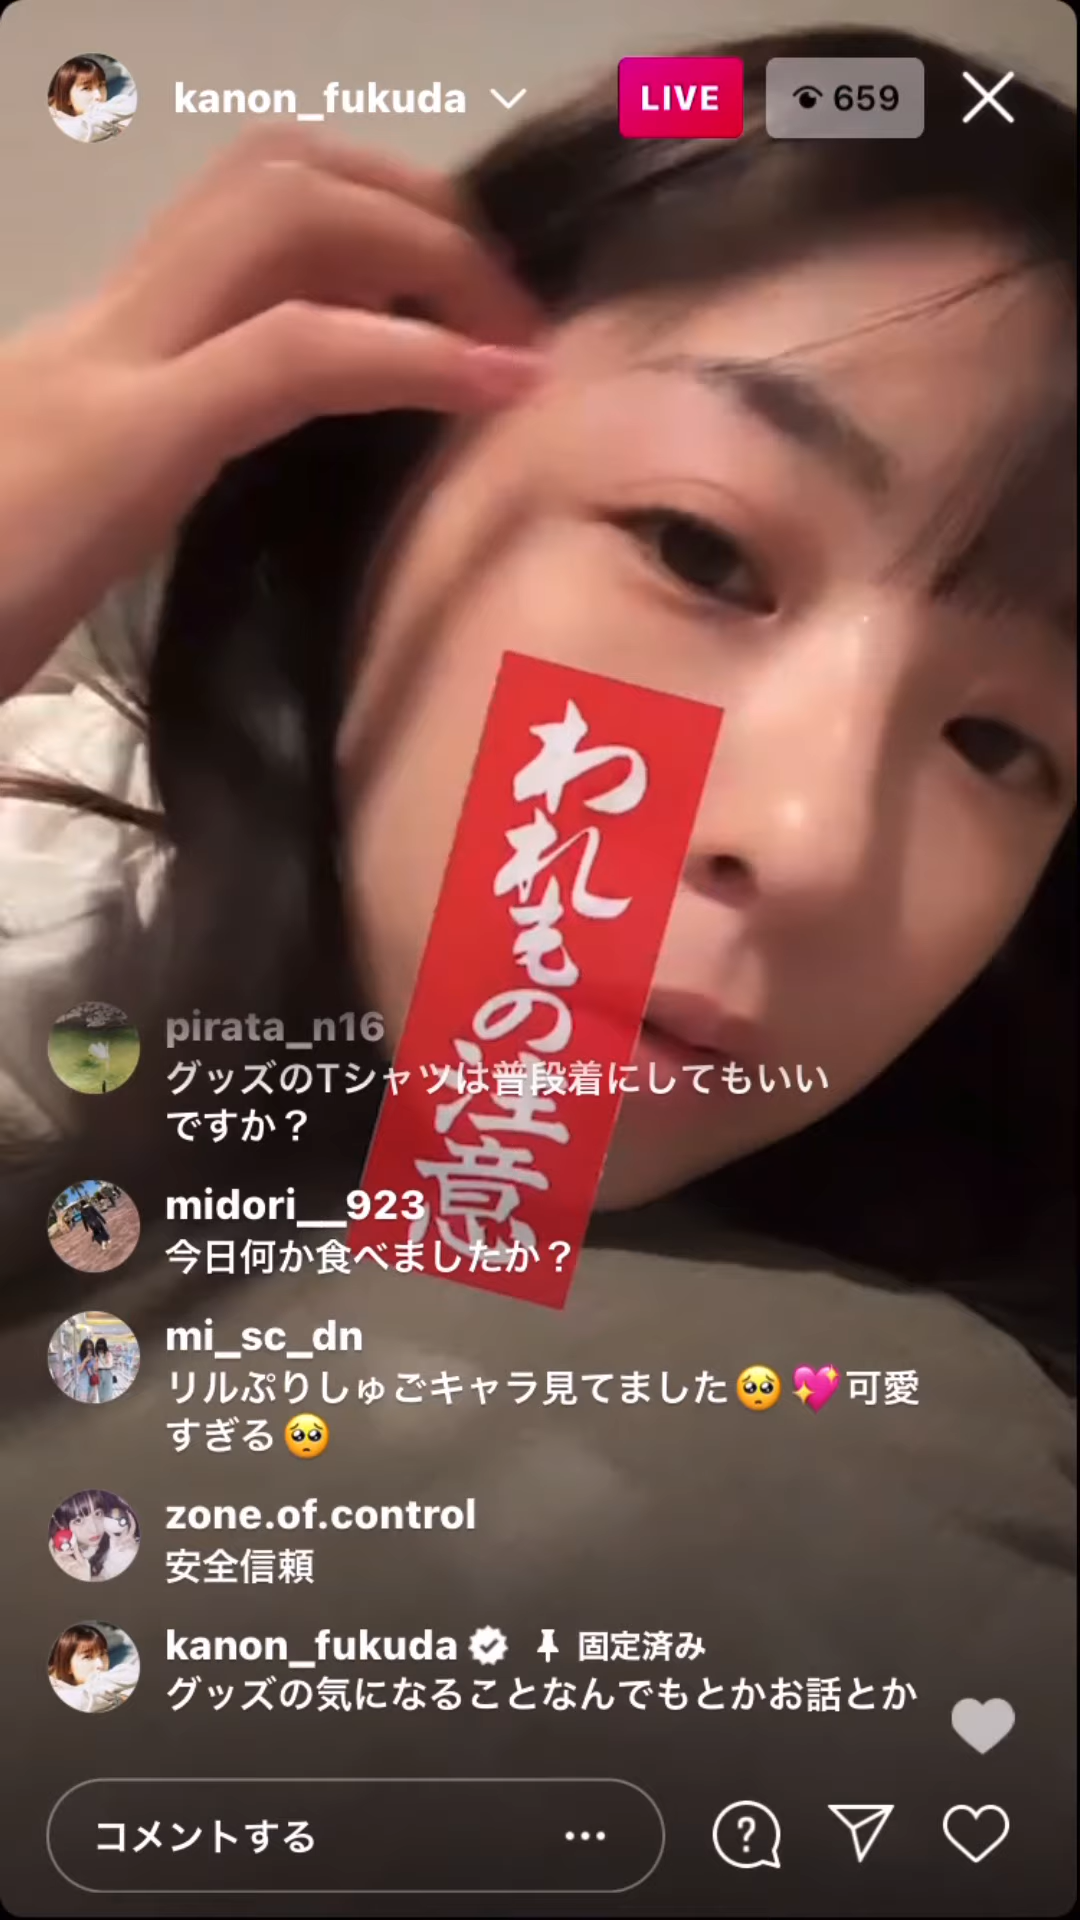 kanon_fukuda
LIVE
659
われもの注意
pirata_n16
グッズのTシャツは普段着にしてもいい
ですか？
midori__923
今日何か食べましたか？
mi_sc_dn
リルぷりしゅごキャラ見てました🥺💖可愛
すぎる🥺
zone.of.control
安全信頼
kanon_fukuda 固定済み
グッズの気になることなんでもとかお話とか
コメントする